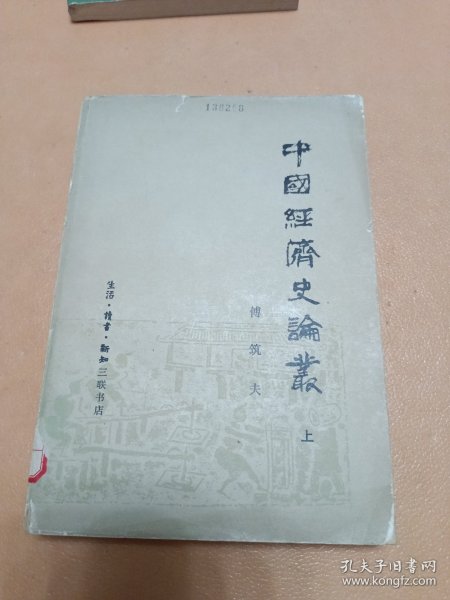 138268
中國經濟史論叢
上
傅筑夫
生活·讀書·新知三联书店
孔夫子旧书网
www.kongfz.com